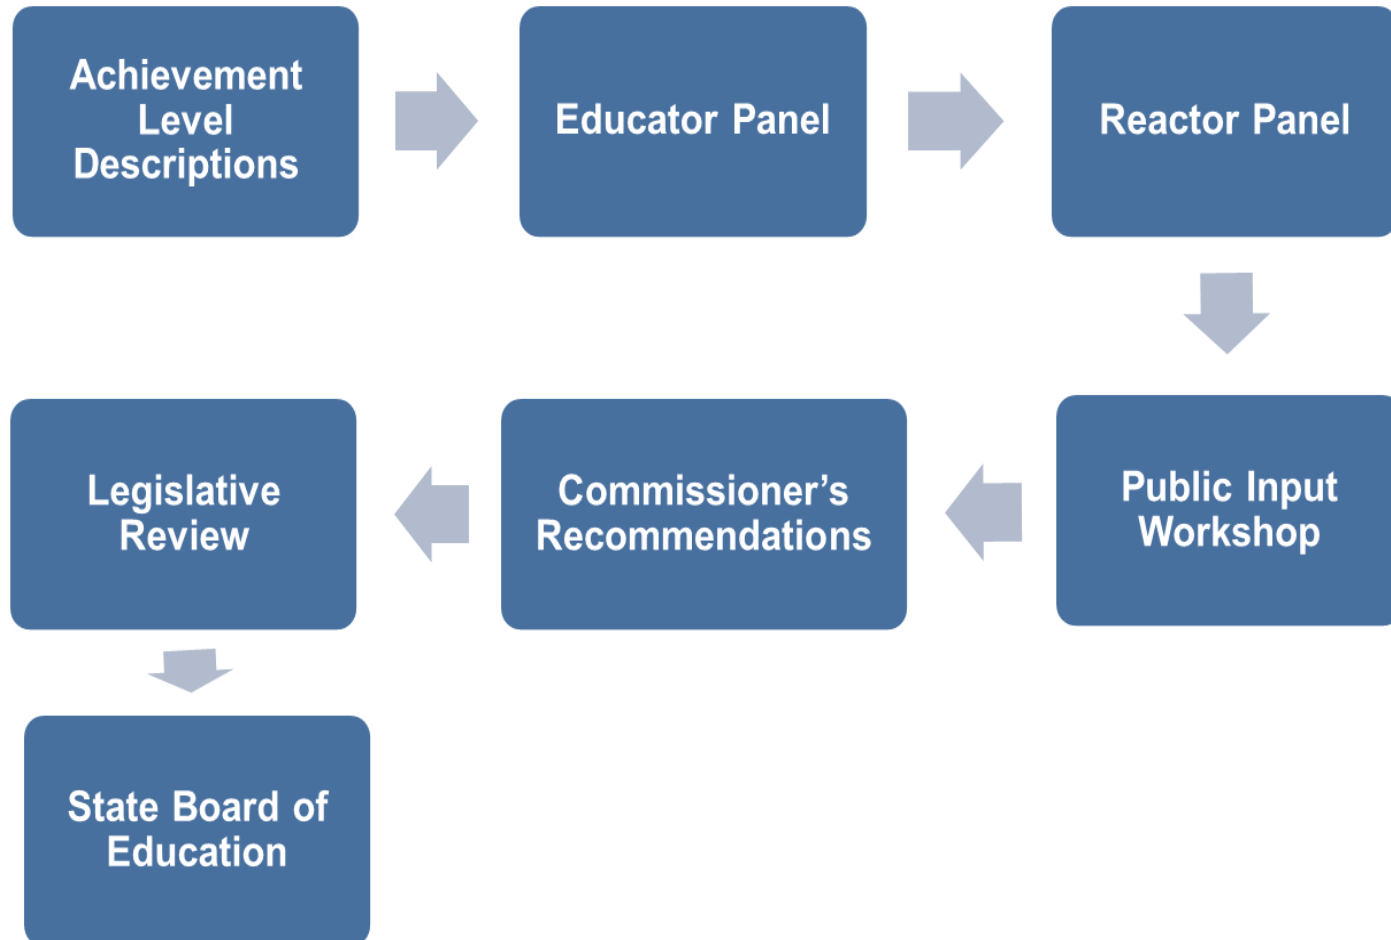 Achievement
Level
Descriptions
Educator Panel
Reactor Panel
Public Input
Workshop
Commissioner’s
Recommendations
Legislative
Review
State Board of
Education